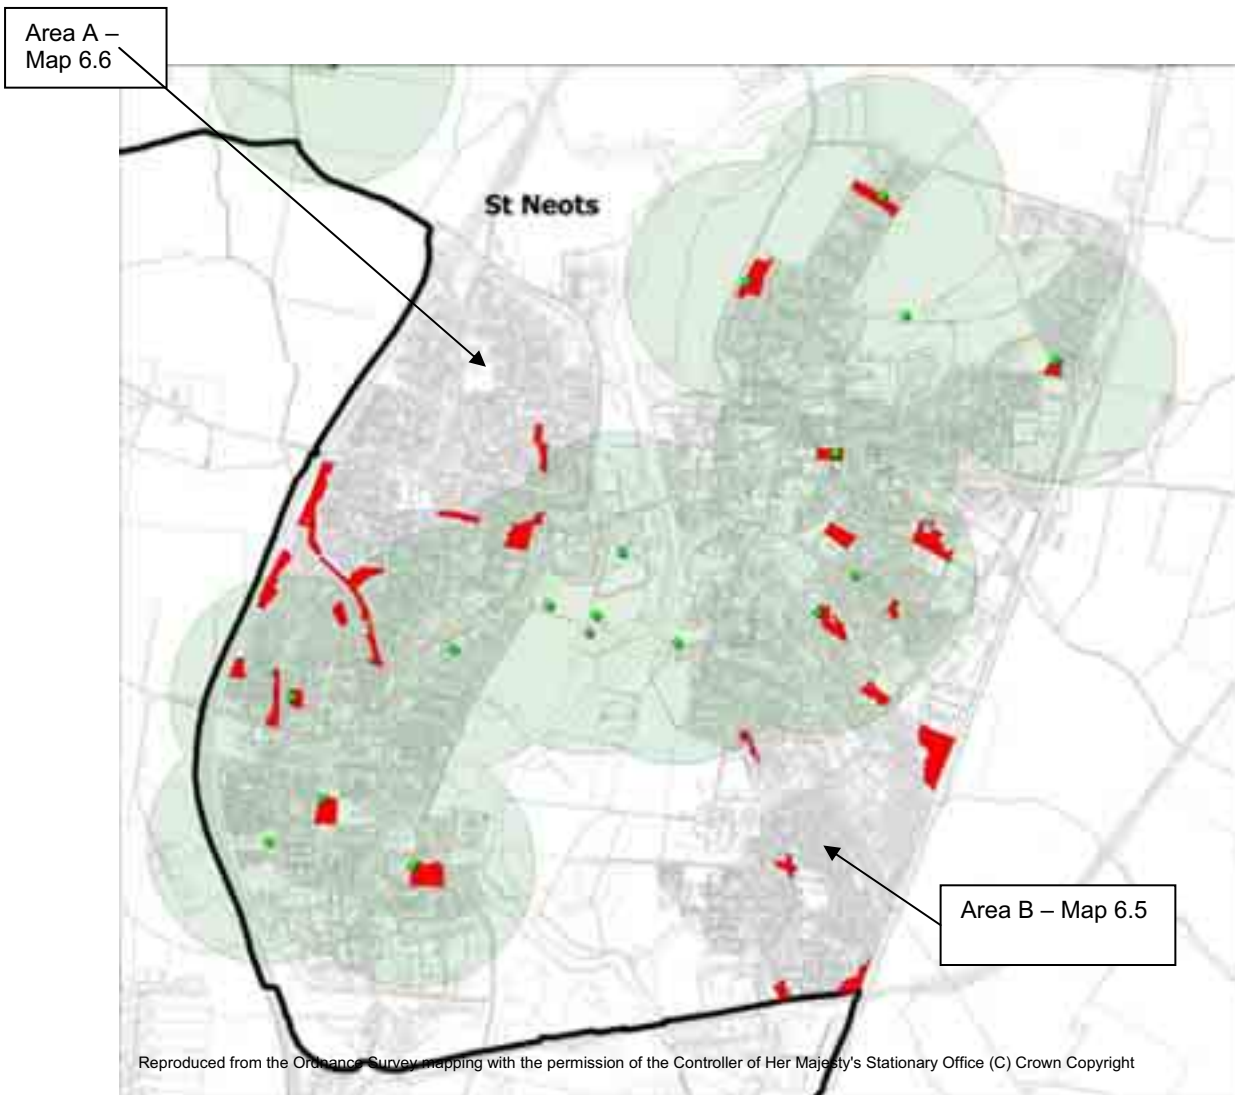 Area A –
Map 6.6
St Neots
Area B – Map 6.5
Reproduced from the Ordnance Survey mapping with the permission of the Controller of Her Majesty's Stationary Office (C) Crown Copyright